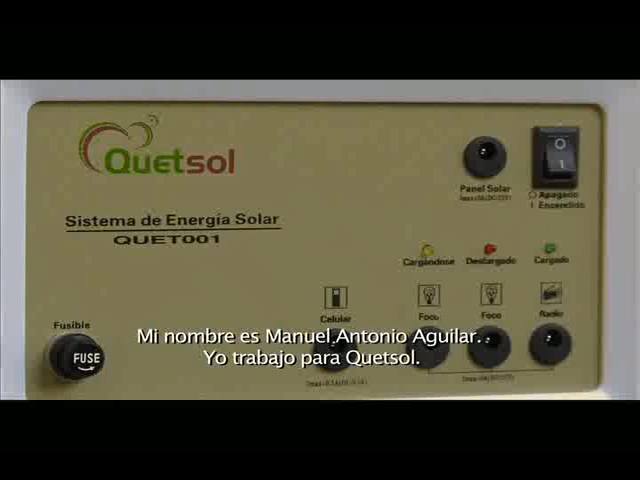 Quetsol
Sistema de Energía Solar
QUET001
Panel Solar
O Apagado
I Encendido
O
1
Cargándose
Descargado
Cargado
Celular
Foco
Foco
Radio
Fusible
FUSE
Mi nombre es Manuel Antonio Aguilar.
Yo trabajo para Quetsol.